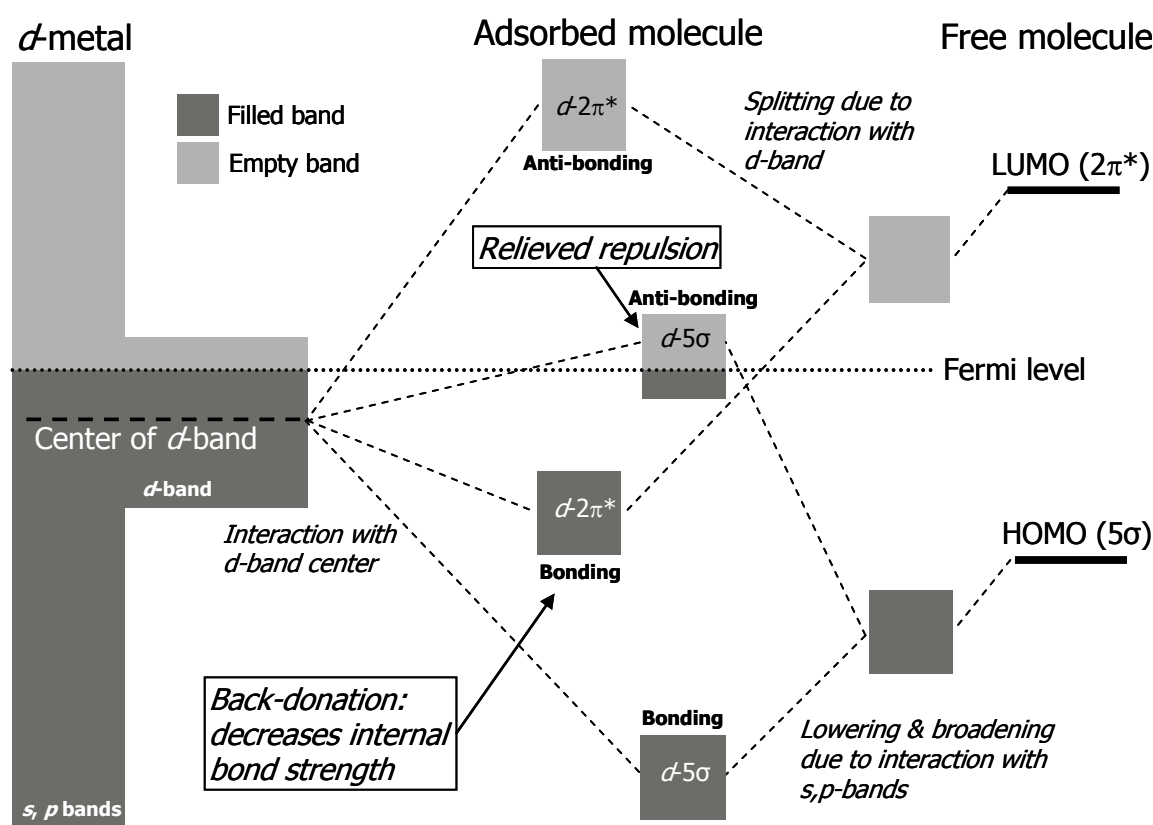 d-metal
Adsorbed molecule
Free molecule
Filled band
Empty band
d-2π*
Anti-bonding
Splitting due to
interaction with
d-band
LUMO (2π*)
Relieved repulsion
Anti-bonding
d-5σ
Fermi level
Center of d-band
d-band
Interaction with
d-band center
d-2π*
Bonding
HOMO (5σ)
Back-donation:
decreases internal
bond strength
Bonding
d-5σ
Lowering & broadening
due to interaction with
s,p-bands
s, p bands